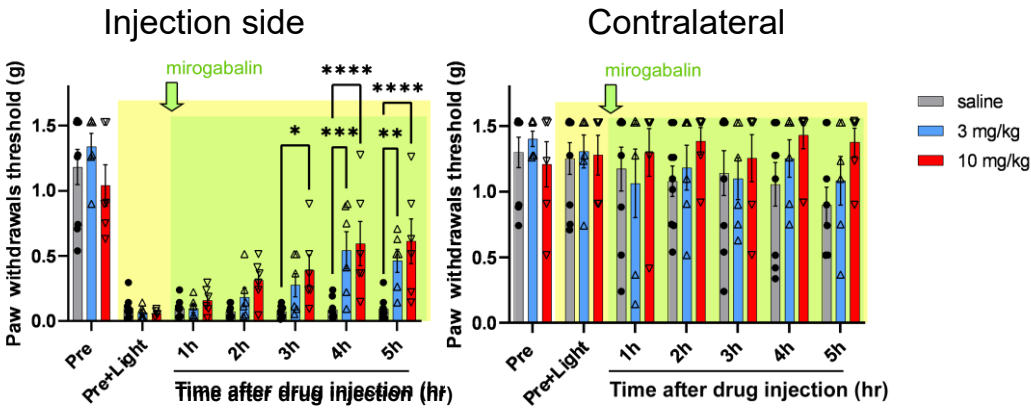 Injection side
Contralateral
mirogabalin
mirogabalin
Paw withdrawals threshold (g)
1.5
1.0
0.5
0.0
****
****
*
***
**
Pre
Pre+Light
1h
2h
3h
4h
5h
Time after drug injection (hr)
Paw withdrawals threshold (g)
1.5
1.0
0.5
0.0
Pre
Pre+Light
1h
2h
3h
4h
5h
Time after drug injection (hr)
saline
3 mg/kg
10 mg/kg